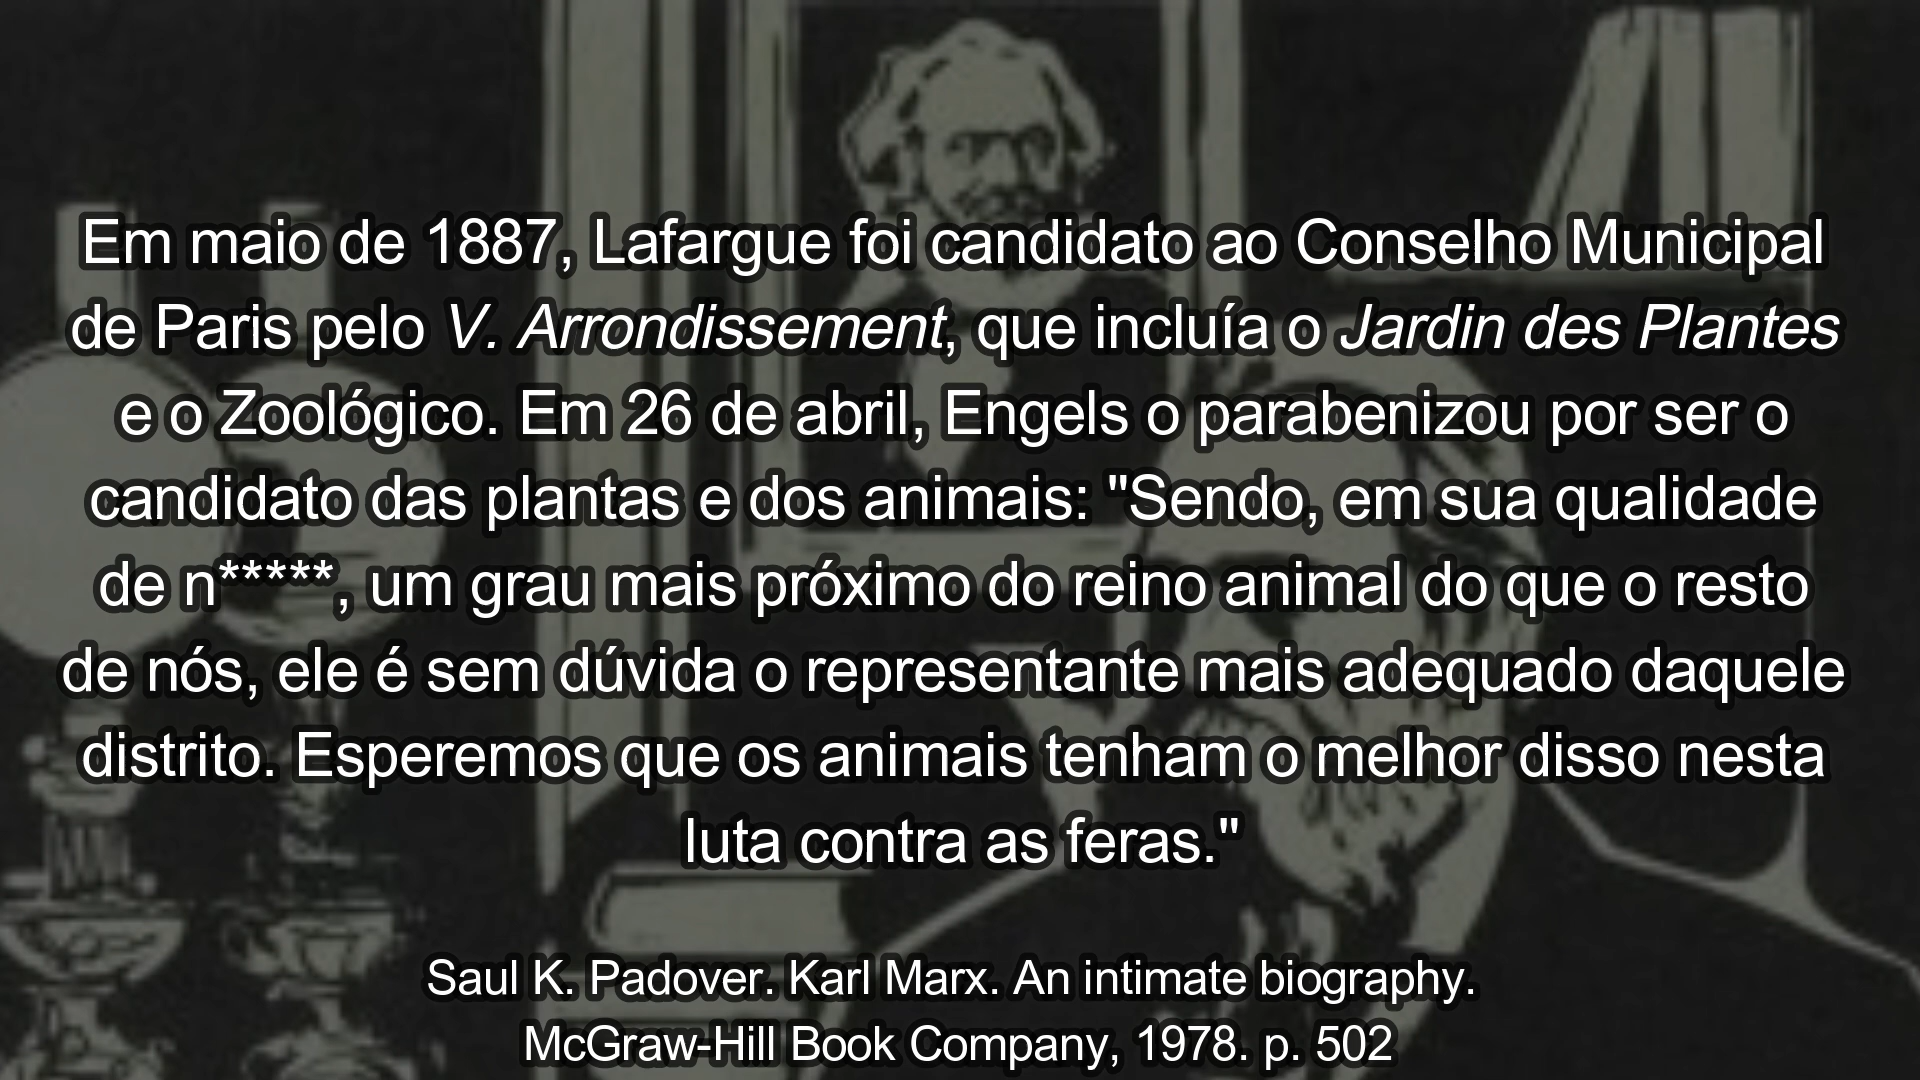 Em maio de 1887, Lafargue foi candidato ao Conselho Municipal
de Paris pelo V. Arrondissement, que incluía o Jardin des Plantes
e o Zoológico. Em 26 de abril, Engels o parabenizou por ser o
candidato das plantas e dos animais: "Sendo, em sua qualidade
de n*****, um grau mais próximo do reino animal do que o resto
de nós, ele é sem dúvida o representante mais adequado daquele
distrito. Esperemos que os animais tenham o melhor disso nesta
luta contra as feras."
Saul K. Padover. Karl Marx. An intimate biography.
McGraw-Hill Book Company, 1978. p. 502